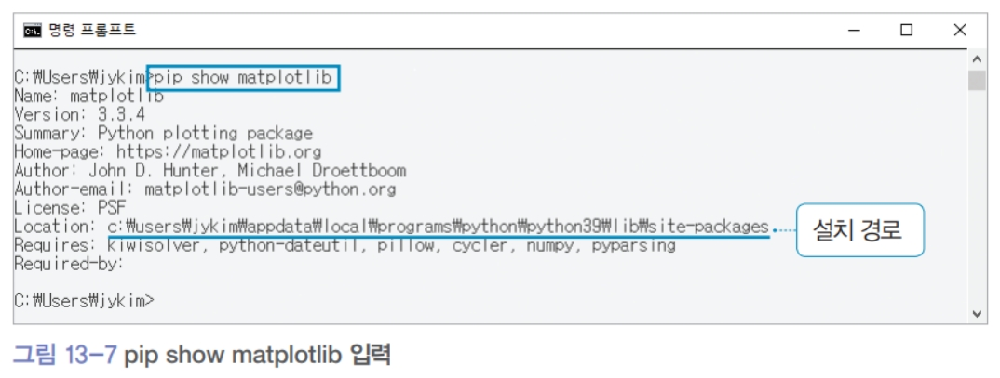 명령 프롬프트
C:₩Users₩jykim>pip show matplotlib
Name: matplotlib
Version: 3.3.4
Summary: Python plotting package
Home-page: https://matplotlib.org
Author: John D. Hunter, Michael Droettboom
Author-email: matplotlib-users@python.org
License: PSF
Location: c:₩users₩jykim₩appdata₩local₩programs₩python₩python39₩lib₩site-packages
설치 경로
Requires: kiwisolver, python-dateutil, pillow, cycler, numpy, pyparsing
Required-by:
C:₩Users₩jykim>
그림 13-7 pip show matplotlib 입력